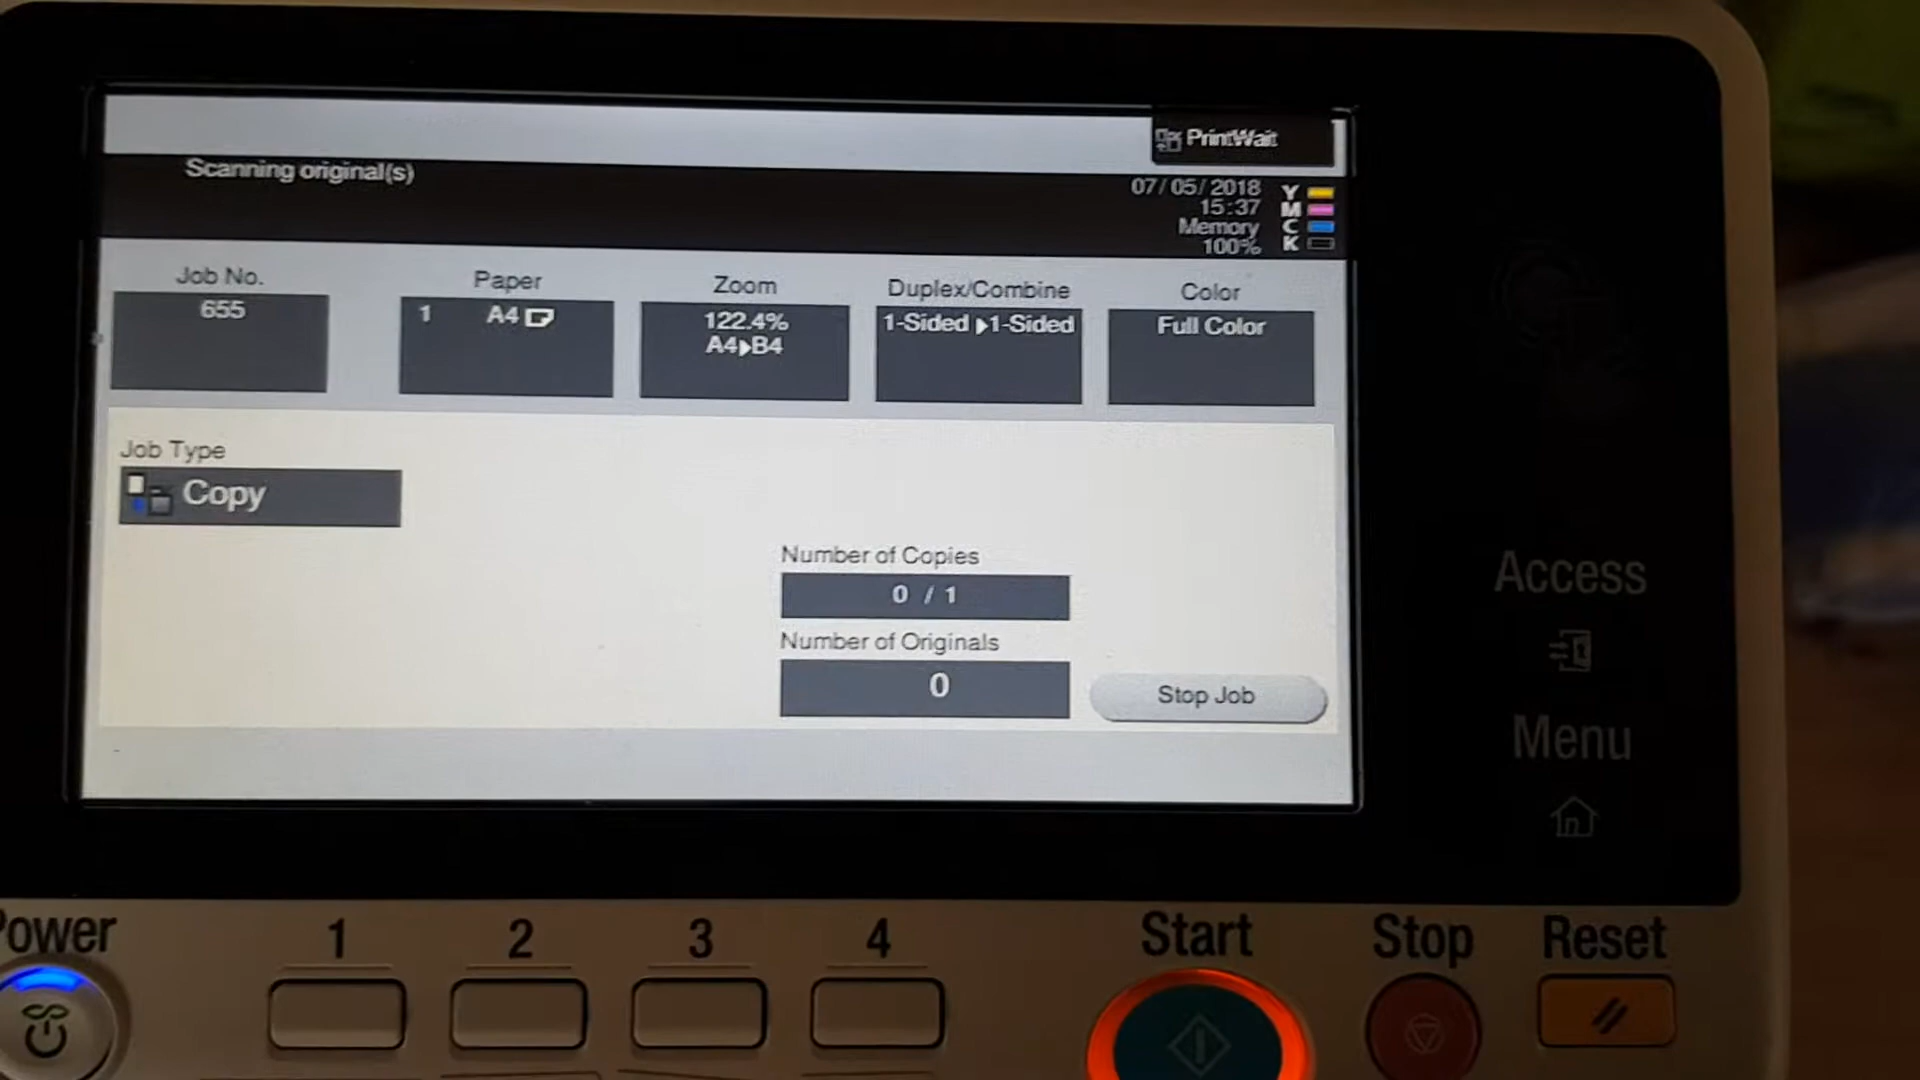 PrintWait
Scanning original(s)
07/05/2018
15:37
Memory
100%
Y
M
C
K
Job No.
655
Paper
1 A4
Zoom
122.4%
A4▶B4
Duplex/Combine
1-Sided ▶1-Sided
Color
Full Color
Job Type
Copy
Number of Copies
0 / 1
Number of Originals
0
Stop Job
Access
Menu
Power
1
2
3
4
Start
Stop
Reset